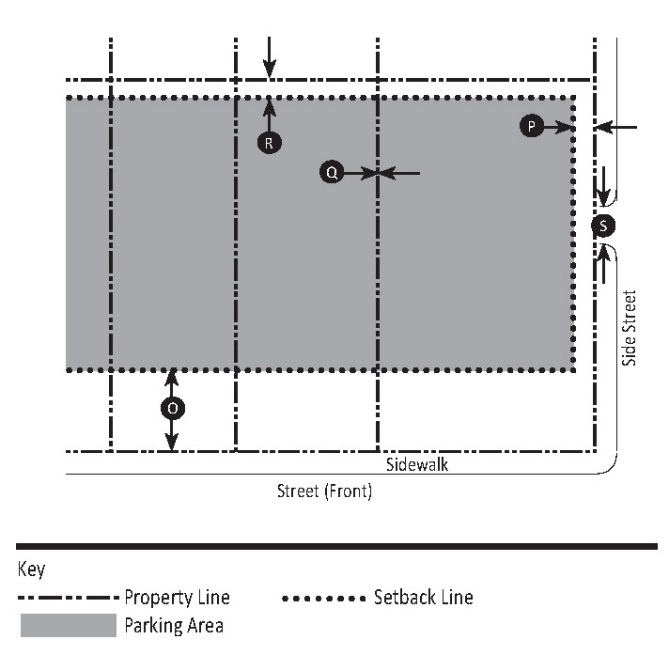 P
R
Q
S
Side Street
O
Sidewalk
Street (Front)
Key
Property Line
Setback Line
Parking Area